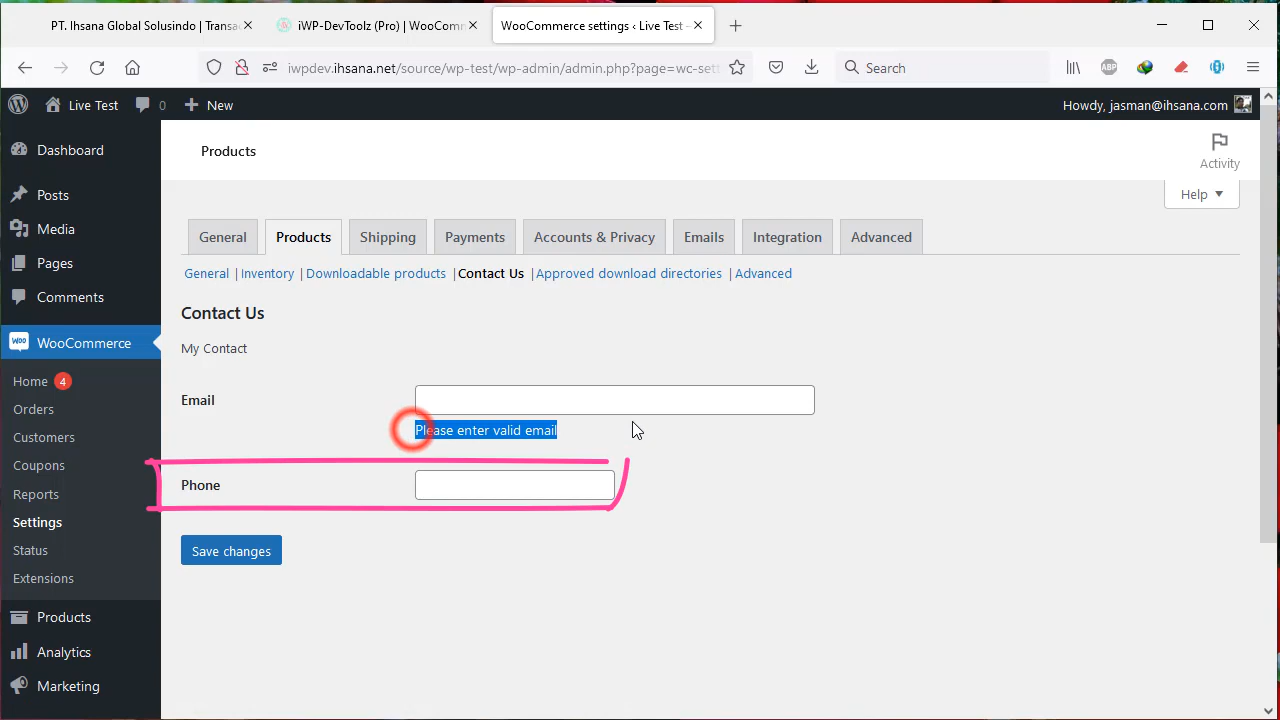 PT. Ihsana Global Solusindo | Transac
iWP-DevToolz (Pro) | WooComm
WooCommerce settings ‹ Live Test –
iwpdev.ihsana.net/source/wp-test/wp-admin/admin.php?page=wc-sett
Search
ABP
Live Test
0
New
Howdy, jasman@ihsana.com
Dashboard
Posts
Media
Pages
Comments
WOO
WooCommerce
Home 4
Orders
Customers
Coupons
Reports
Settings
Status
Extensions
Products
Analytics
Marketing
Products
Activity
Help
General
Products
Shipping
Payments
Accounts & Privacy
Emails
Integration
Advanced
General | Inventory | Downloadable products | Contact Us | Approved download directories | Advanced
Contact Us
My Contact
Email
Please enter valid email
Phone
Save changes